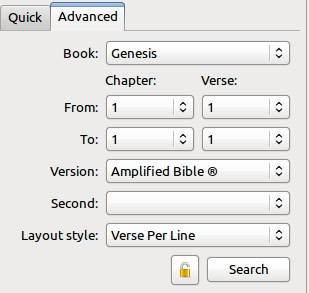 Quick Advanced
Book: Genesis
Chapter: Verse:
From: 1 1
To: 1 1
Version: Amplified Bible ®
Second:
Layout style: Verse Per Line
Search